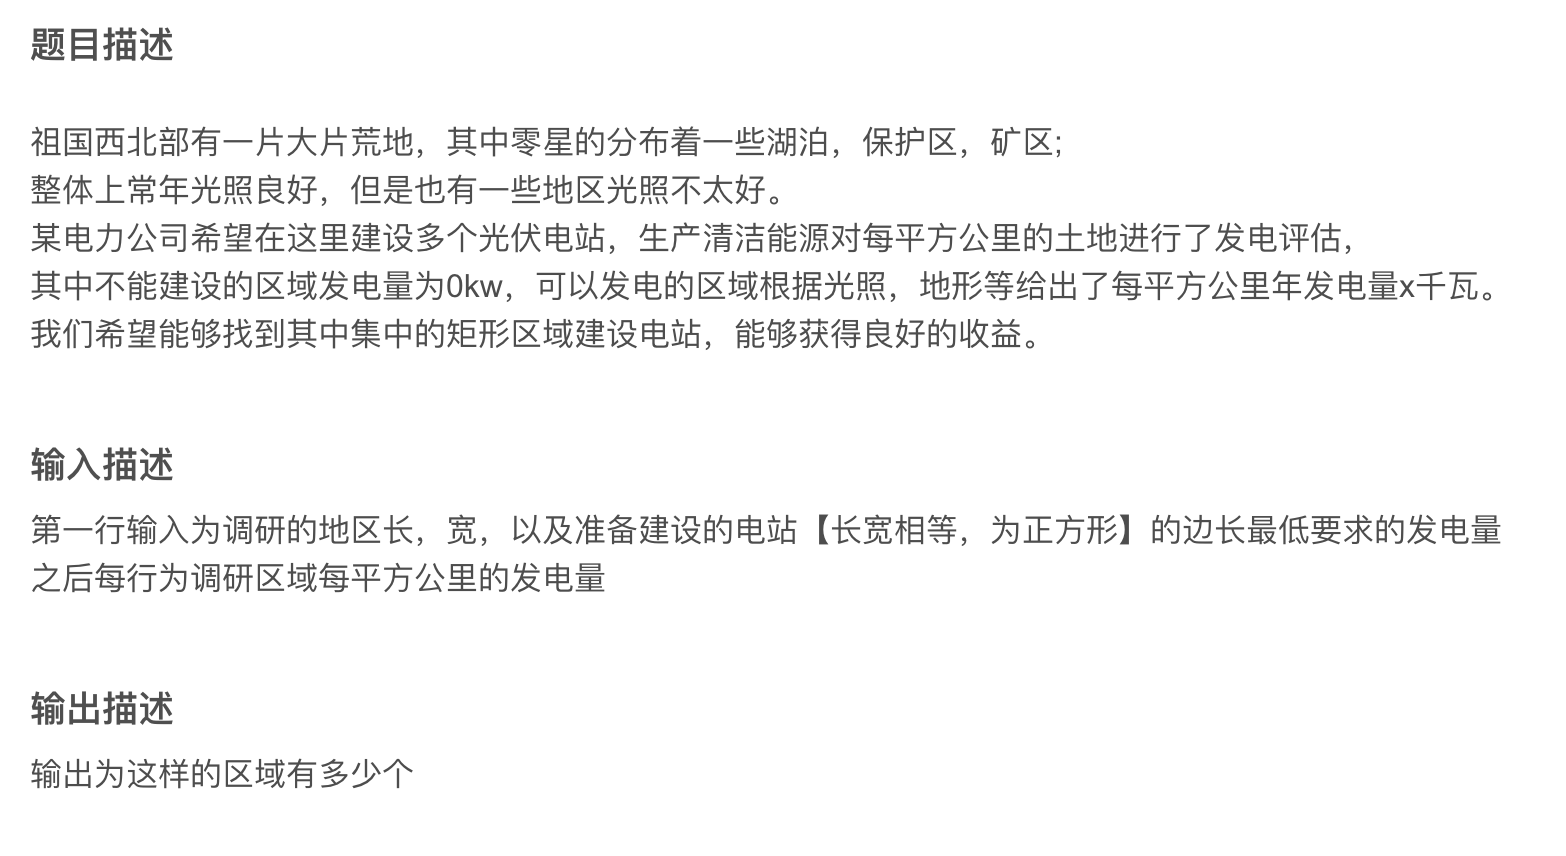 题目描述
祖国西北部有一片大片荒地，其中零星的分布着一些湖泊，保护区，矿区;
整体上常年光照良好，但是也有一些地区光照不太好。
某电力公司希望在这里建设多个光伏电站，生产清洁能源对每平方公里的土地进行了发电评估，
其中不能建设的区域发电量为0kw，可以发电的区域根据光照，地形等给出了每平方公里年发电量x千瓦。
我们希望能够找到其中集中的矩形区域建设电站，能够获得良好的收益。
输入描述
第一行输入为调研的地区长，宽，以及准备建设的电站【长宽相等，为正方形】的边长最低要求的发电量
之后每行为调研区域每平方公里的发电量
输出描述
输出为这样的区域有多少个